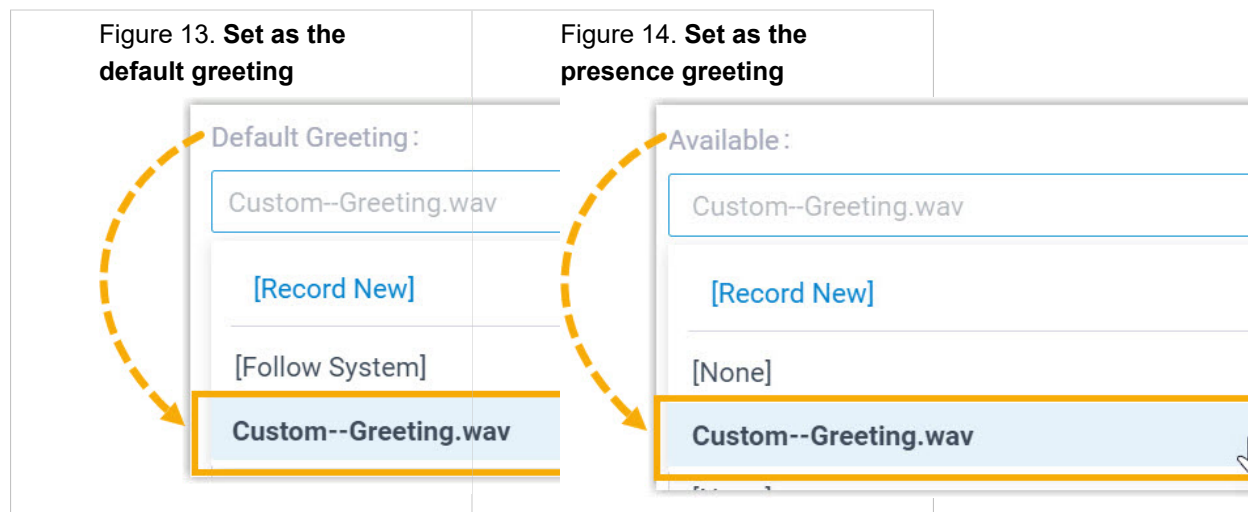 Figure 13. Set as the
default greeting
Default Greeting:
Custom--Greeting.wav
[Record New]
[Follow System]
Custom--Greeting.wav
Figure 14. Set as the
presence greeting
Available:
Custom--Greeting.wav
[Record New]
[None]
Custom--Greeting.wav